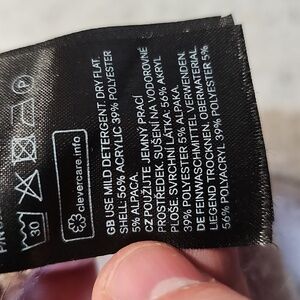 clevercare.info
GB USE MILD DETERGENT. DRY FLAT
SHELL: 56% ACRYLIC 39% POLYESTER
5% ALPACA.
CZ POUŽIJTE JEMNÝ PRACÍ
PROSTŘEDEK. SUŠENÍ NA VODOROVNÉ
PLOŠE. SVRCHNÍ LÁTKA: 56% AKRYL
39% POLYESTER 5% ALPAKA.
DE FEINWASCHMITTEL VERWENDEN.
LIEGEND TROCKNEN. OBERMATERIAL:
56% POLYACRYL 39% POLYESTER 5%
30
P